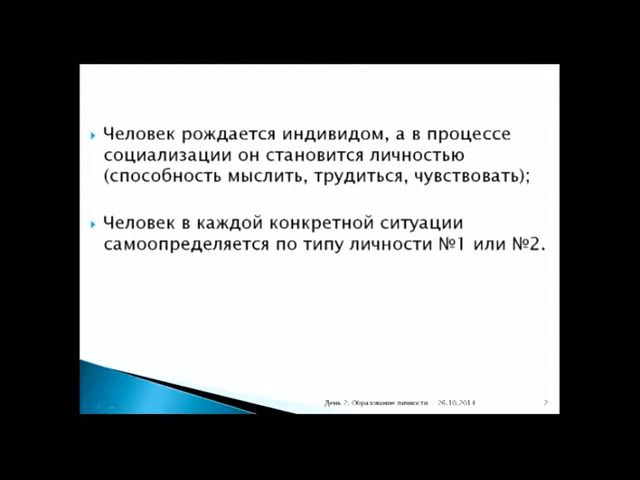 Человек рождается индивидом, а в процессе
социализации он становится личностью
(способность мыслить, трудиться, чувствовать);
Человек в каждой конкретной ситуации
самоопределяется по типу личности №1 или №2.
День 2. Образование личности 26.10.2014 2